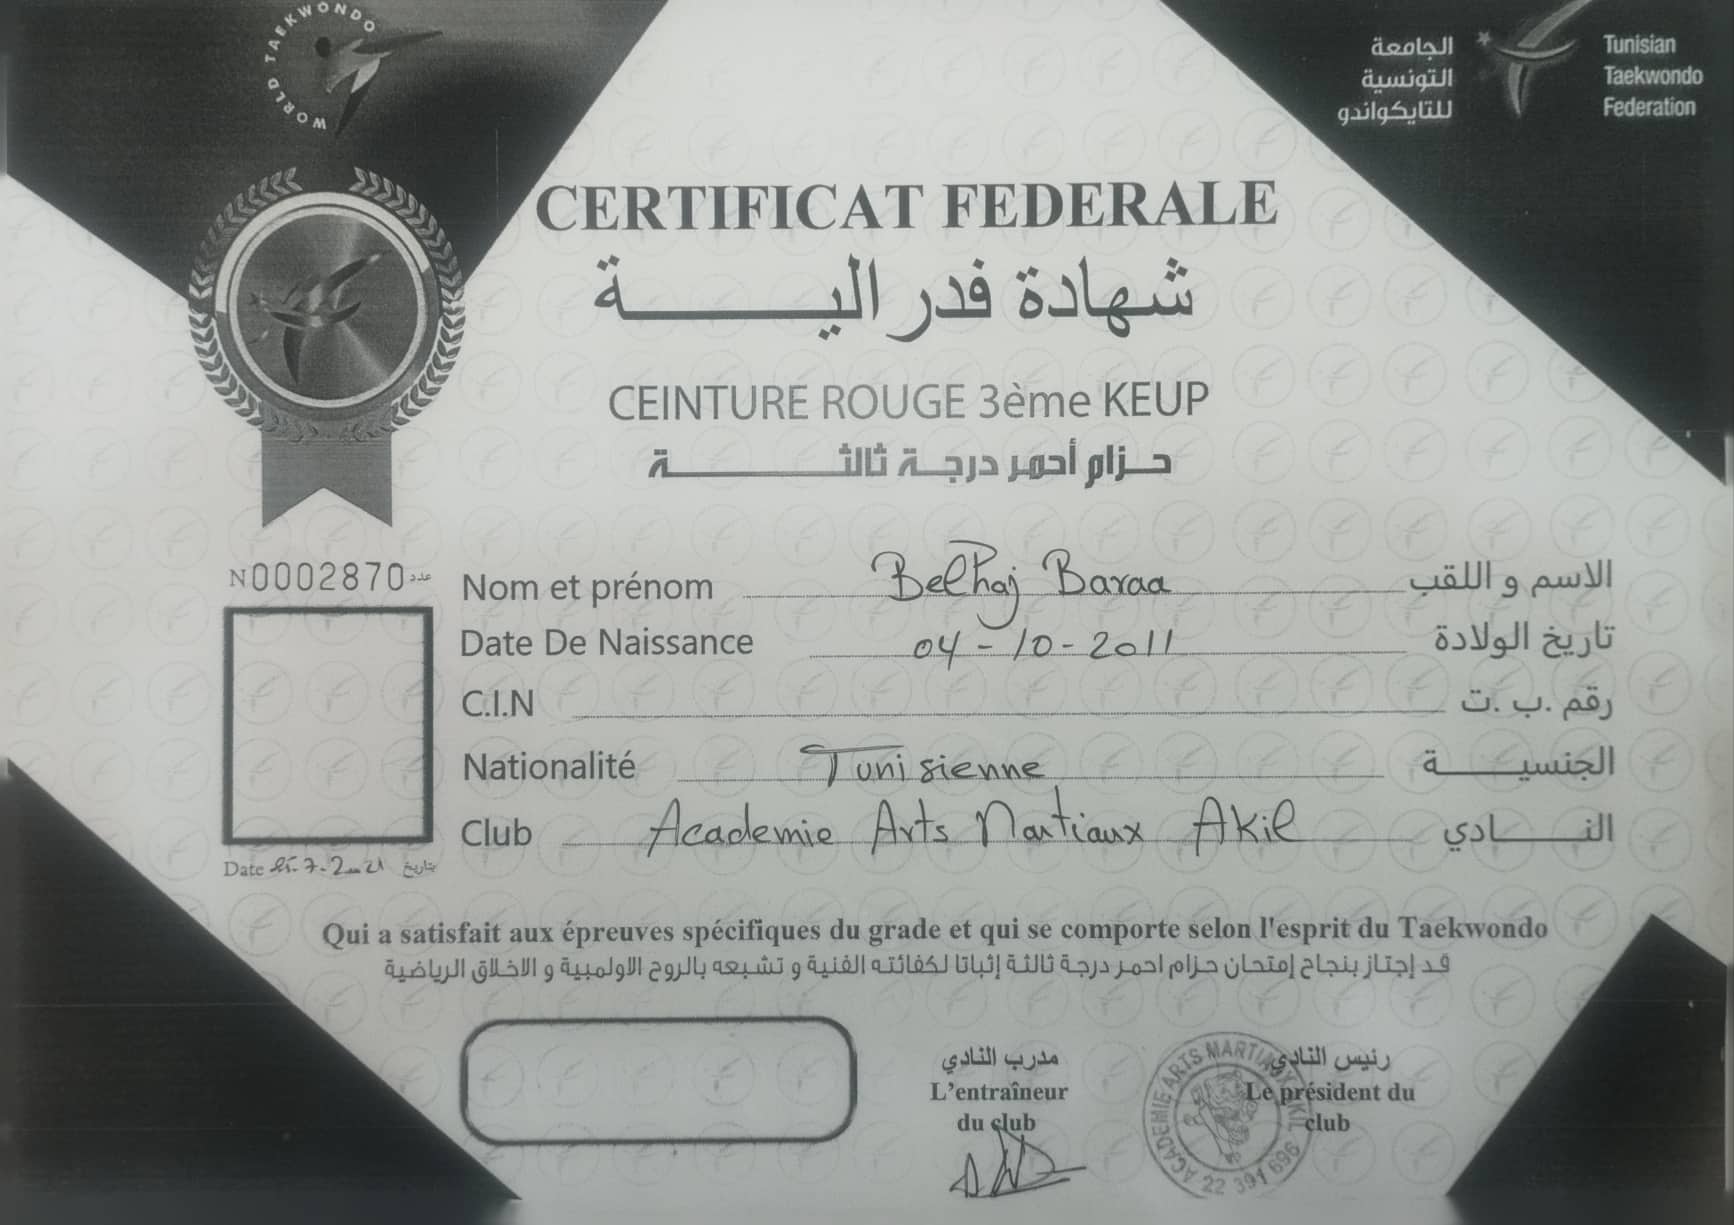 WORLD TAEKWONDO
الجامعة
التونسية
للتايكواندو
Tunisian
Taekwondo
Federation
CERTIFICAT FEDERALE
شهادة فدرالية
CEINTURE ROUGE 3ème KEUP
حزام أحمر درجة ثالثة
N0002870 عدد
Nom et prénom Belhaj Baraa الاسم و اللقب
Date De Naissance 04-10-2011 تاريخ الولادة
C.I.N رقم .ب .ت
Nationalité Tunisienne الجنسية
Club Academie Arts Martiaux Akil النادي
Date 25-7-2021 تاريخ
Qui a satisfait aux épreuves spécifiques du grade et qui se comporte selon l'esprit du Taekwondo
قد إجتاز بنجاح إمتحان حزام احمر درجة ثالثة إثباتا لكفائته الفنية و تشبعه بالروح الاولمبية و الاخلاق الرياضية
مدرب النادي
L'entraîneur
du club
رئيس النادي
Le président du
club
ACADEMIE ARTS MARTIAUX AKIL
22 391 696